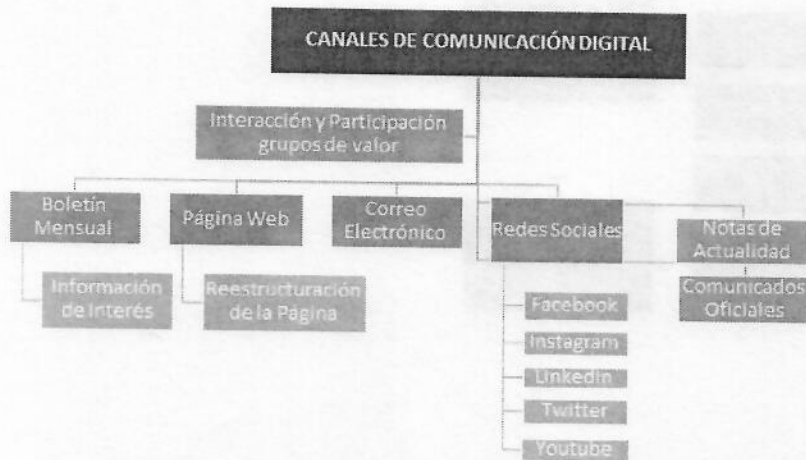 CANALES DE COMUNICACIÓN DIGITAL
Interacción y Participación
grupos de valor
Boletín
Mensual
Página Web
Correo
Electrónico
Redes Sociales
Notas de
Actualidad
Información
de Interés
Reestructuración
de la Página
Comunicados
Oficiales
Facebook
Instagram
Linkedin
Twitter
Youtube